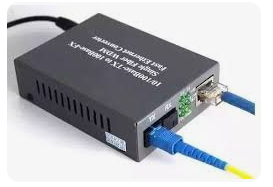 10/100Base-TX to 100Base-FX
Single Fiber WDM
Fast Ethernet Converter